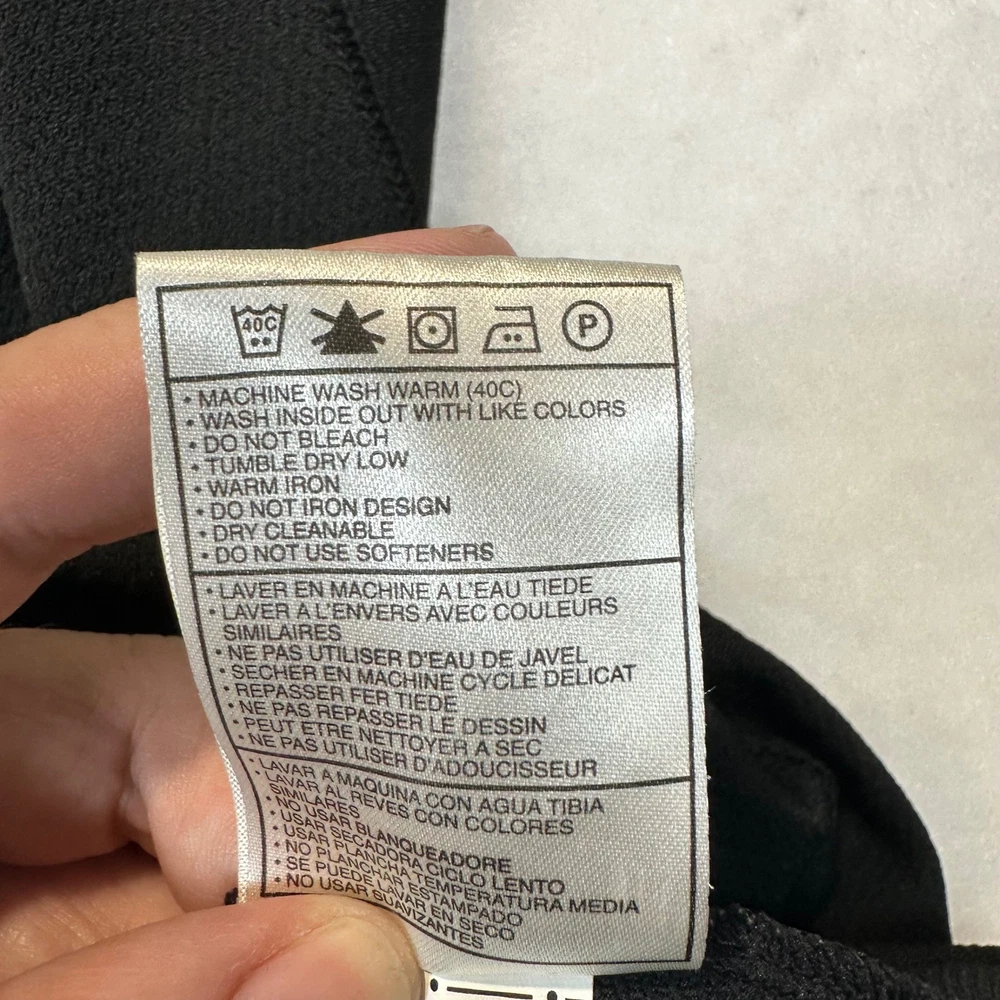 40C P
• MACHINE WASH WARM (40C)
• WASH INSIDE OUT WITH LIKE COLORS
• DO NOT BLEACH
• TUMBLE DRY LOW
• WARM IRON
• DO NOT IRON DESIGN
• DRY CLEANABLE
• DO NOT USE SOFTENERS
• LAVER EN MACHINE A L'EAU TIEDE
• LAVER A L'ENVERS AVEC COULEURS
SIMILAIRES
• NE PAS UTILISER D'EAU DE JAVEL
• SECHER EN MACHINE CYCLE DELICAT
• REPASSER FER TIEDE
• NE PAS REPASSER LE DESSIN
• PEUT ETRE NETTOYER A SEC
• NE PAS UTILISER D'ADOUCISSEUR
• LAVAR A MAQUINA CON AGUA TIBIA
• LAVAR AL REVES CON COLORES
SIMILARES
• NO USAR BLANQUEADORE
• USAR SECADORA CICLO LENTO
• USAR PLANCHA TEMPERATURA MEDIA
• NO PLANCHAR ESTAMPADO
• SE PUEDE LAVAR EN SECO
• NO USAR SUAVIZANTES